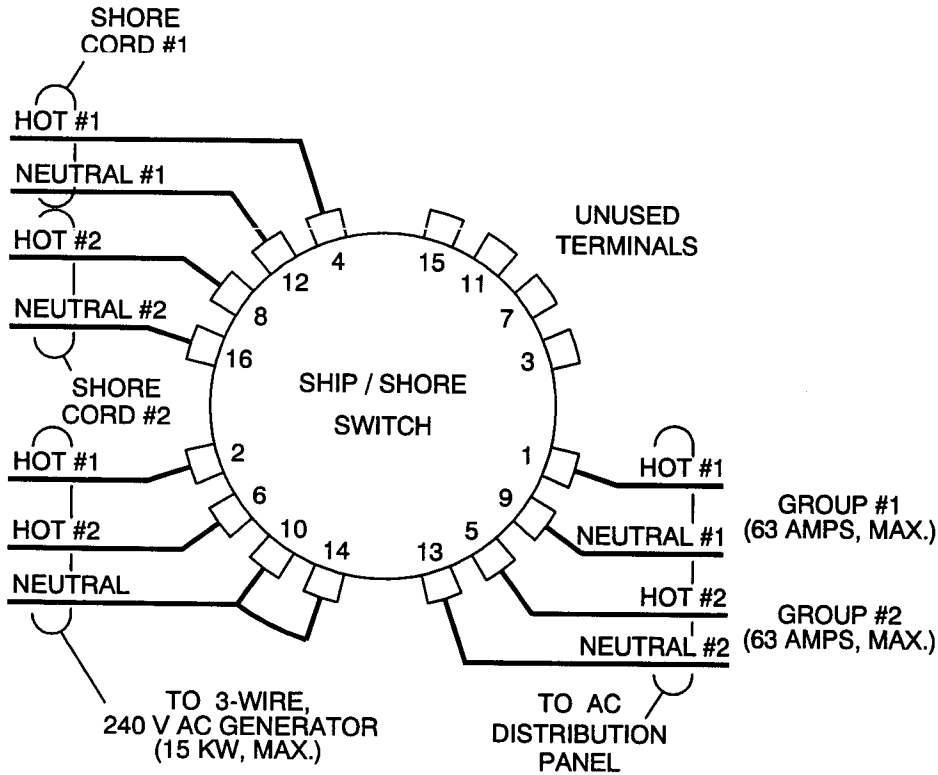 SHORE
CORD #1
HOT #1
NEUTRAL #1
HOT #2
NEUTRAL #2
SHORE
CORD #2
HOT #1
HOT #2
NEUTRAL
TO 3-WIRE,
240 V AC GENERATOR
(15 KW, MAX.)
4
12
8
16
2
6
10
14
15
11
7
3
1
9
5
13
UNUSED
TERMINALS
SHIP / SHORE
SWITCH
HOT #1
NEUTRAL #1
GROUP #1
(63 AMPS, MAX.)
HOT #2
NEUTRAL #2
GROUP #2
(63 AMPS, MAX.)
TO AC
DISTRIBUTION
PANEL